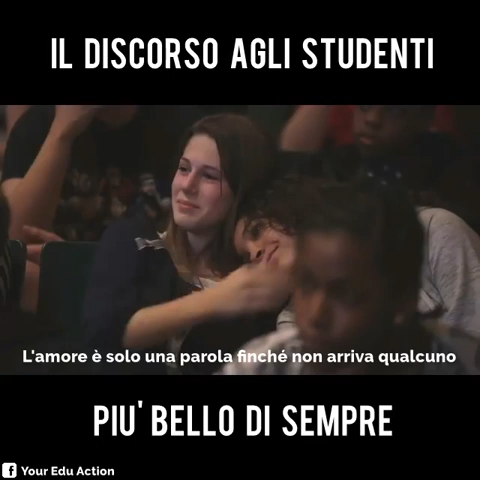 IL DISCORSO AGLI STUDENTI
L'amore è solo una parola finché non arriva qualcuno
PIU' BELLO DI SEMPRE
f Your Edu Action